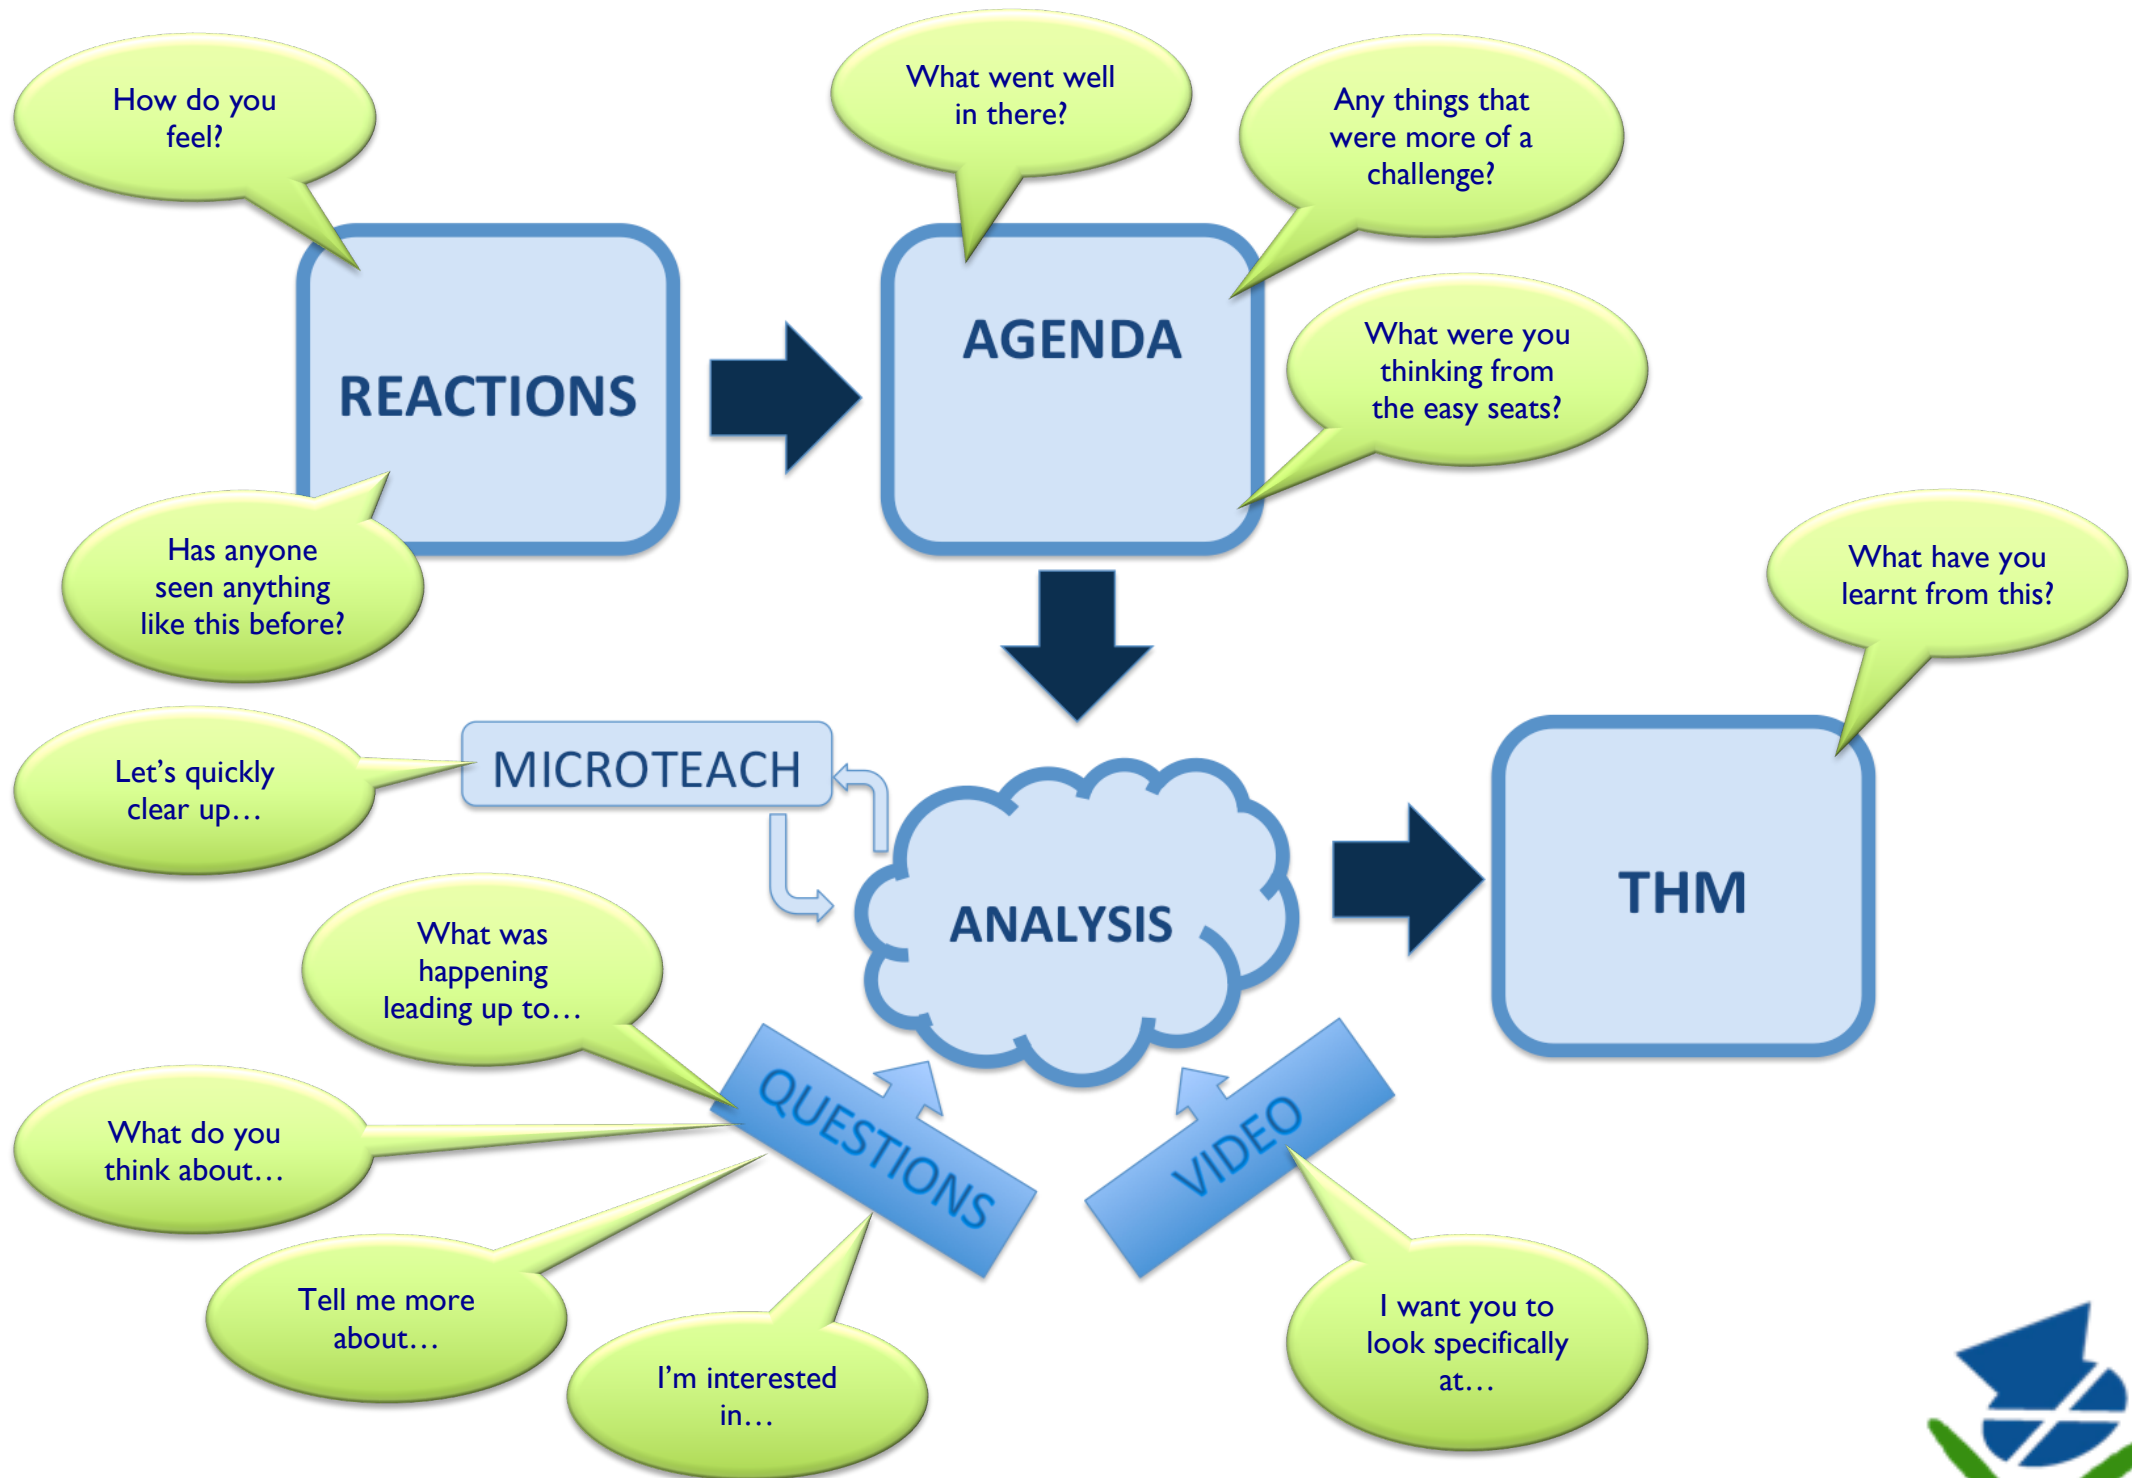 How do you
feel?
What went well
in there?
Any things that
were more of a
challenge?
REACTIONS
AGENDA
What were you
thinking from
the easy seats?
Has anyone
seen anything
like this before?
What have you
learnt from this?
Let's quickly
clear up…
MICROTEACH
ANALYSIS
THM
What was
happening
leading up to…
QUESTIONS
VIDEO
What do you
think about…
Tell me more
about…
I'm interested
in…
I want you to
look specifically
at…